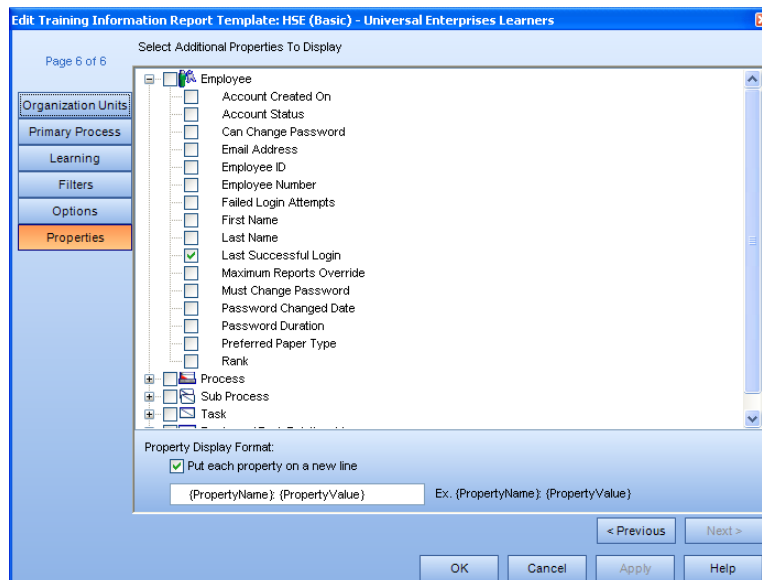 Edit Training Information Report Template: HSE (Basic) - Universal Enterprises Learners
Page 6 of 6
Select Additional Properties To Display
Organization Units
Primary Process
Learning
Filters
Options
Properties
Employee
Account Created On
Account Status
Can Change Password
Email Address
Employee ID
Employee Number
Failed Login Attempts
First Name
Last Name
Last Successful Login
Maximum Reports Override
Must Change Password
Password Changed Date
Password Duration
Preferred Paper Type
Rank
Process
Sub Process
Task
Property Display Format:
Put each property on a new line
{PropertyName}: {PropertyValue}
Ex. {PropertyName}: {PropertyValue}
< Previous
Next >
OK
Cancel
Apply
Help